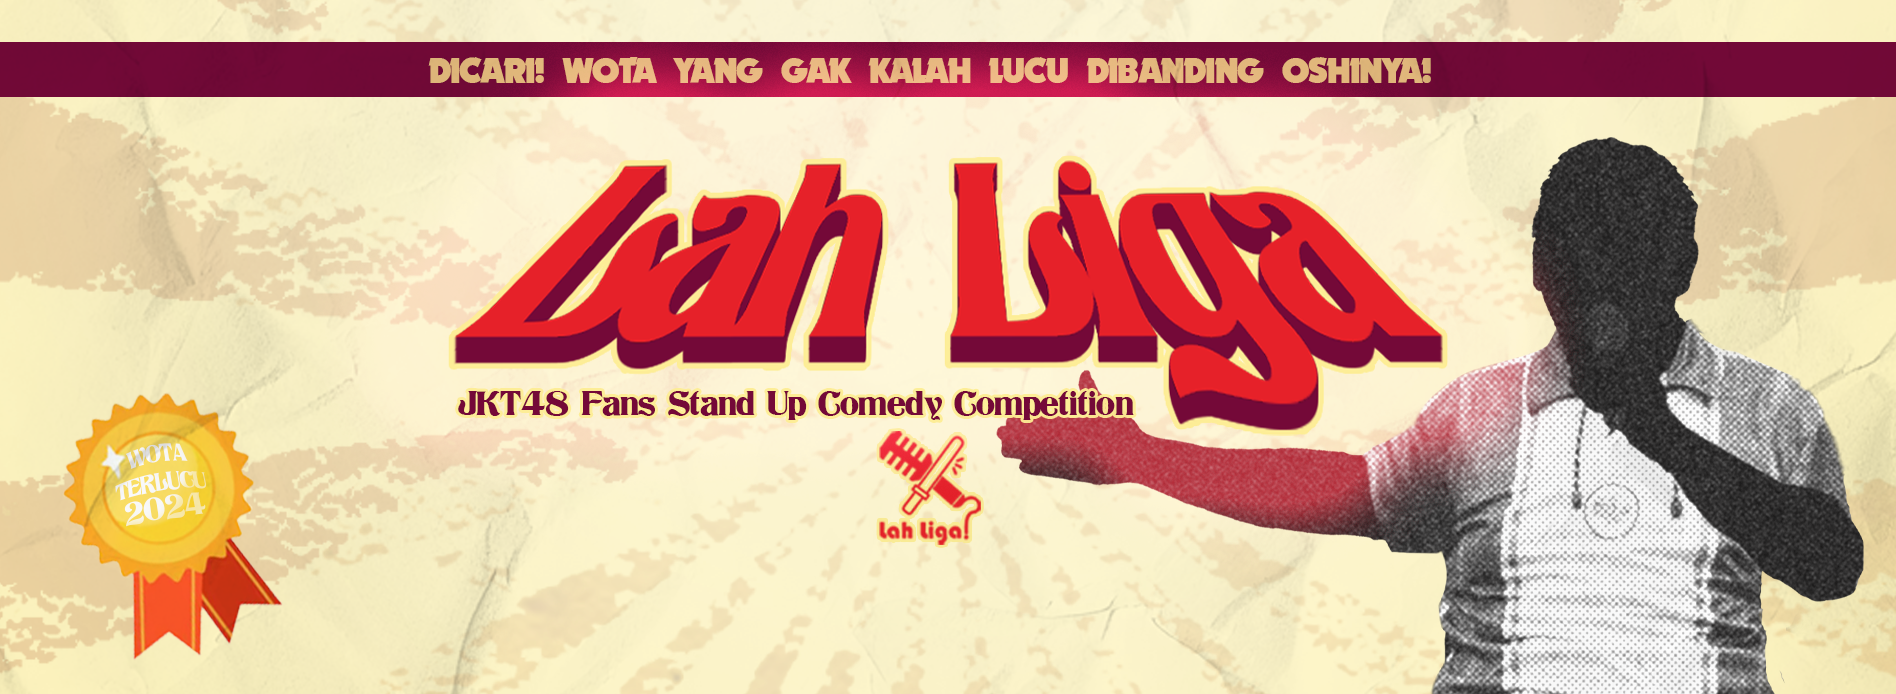 DICARI! WOTA YANG GAK KALAH LUCU DIBANDING OSHINYA!
Lah Liga
JKT48 Fans Stand Up Comedy Competition
Lah Liga!
WOTA
TERLUCU
2024